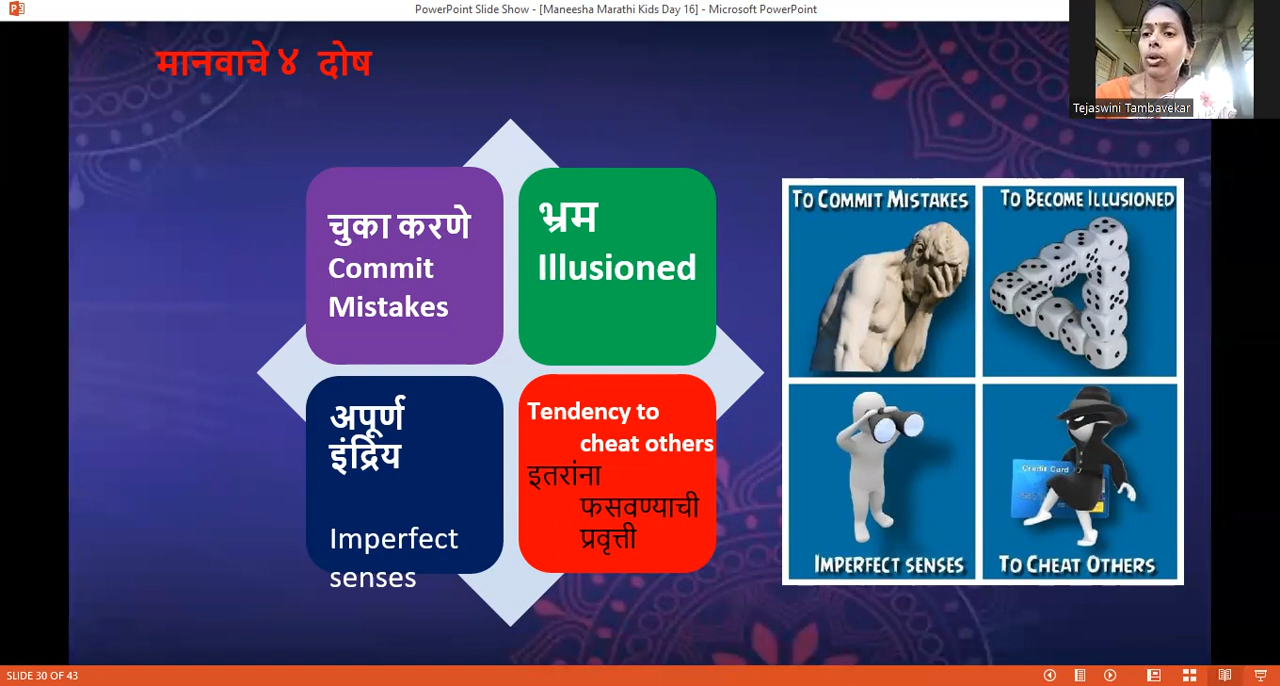 PowerPoint Slide Show - [Maneesha Marathi Kids Day 16] - Microsoft PowerPoint
मानवाचे ४ दोष
Tejaswini Tambavekar
चुका करणे
Commit
Mistakes
भ्रम
Illusioned
अपूर्ण
इंद्रिय
Imperfect
senses
Tendency to
cheat others
इतरांना
फसवण्याची
प्रवृत्ती
TO COMMIT MISTAKES
TO BECOME ILLUSIONED
IMPERFECT SENSES
Credit Card
TO CHEAT OTHERS
SLIDE 30 OF 43